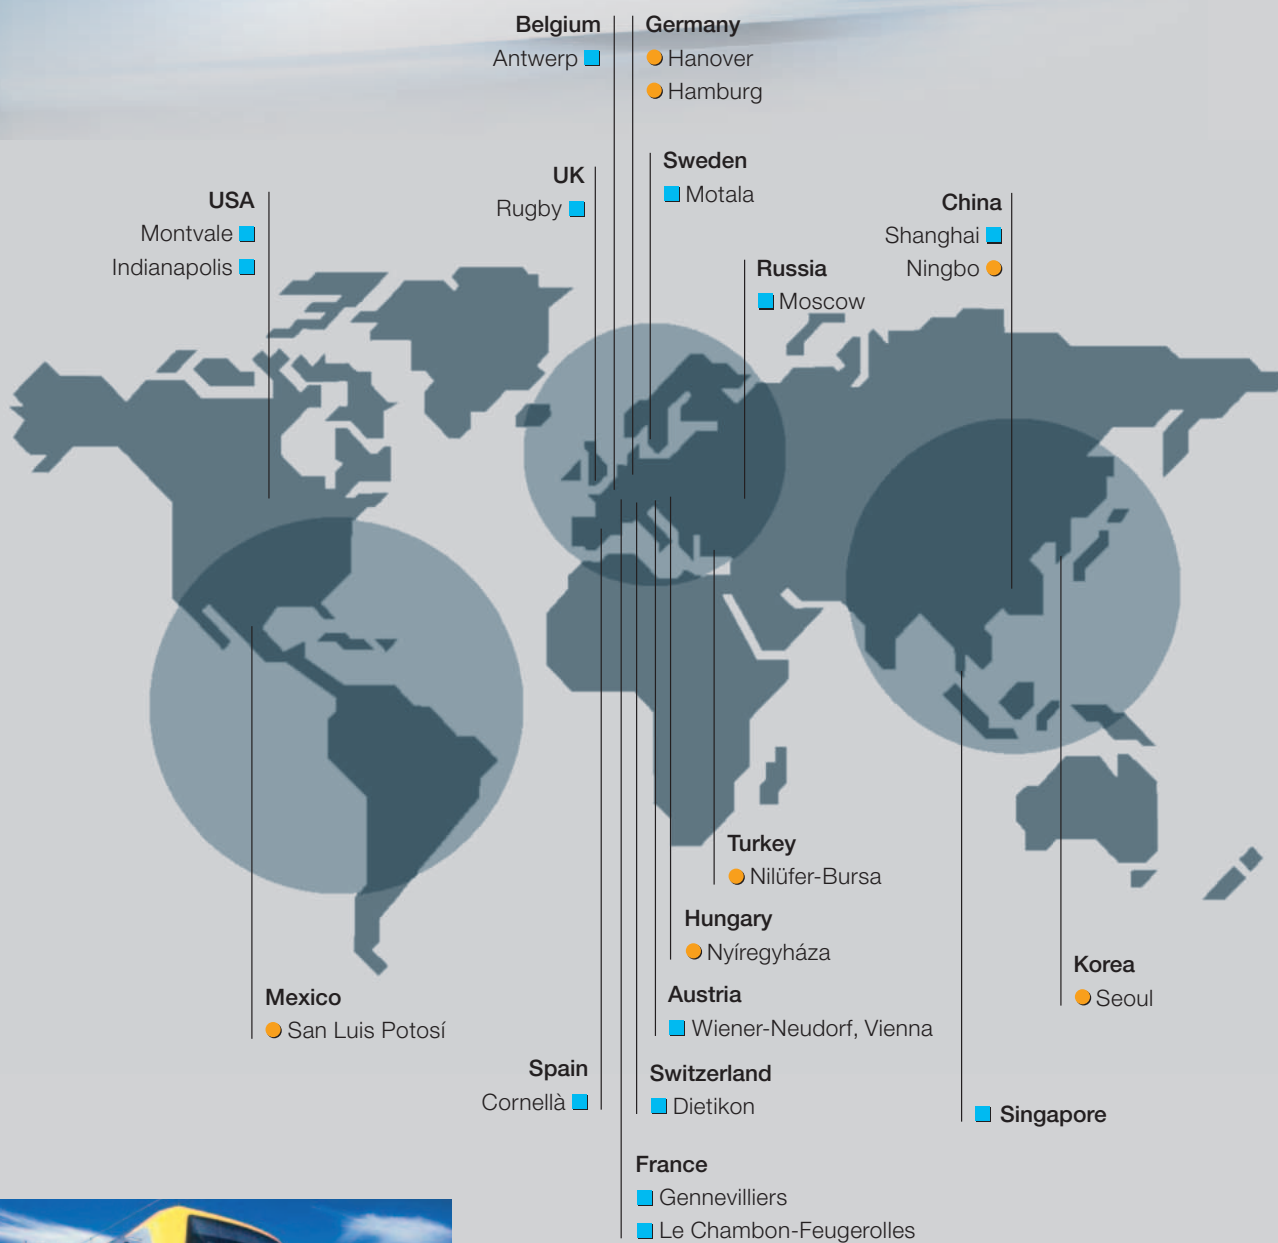 Belgium
Antwerp
Germany
Hanover
Hamburg
Sweden
Motala
UK
Rugby
USA
Montvale
Indianapolis
China
Shanghai
Ningbo
Russia
Moscow
Turkey
Nilüfer-Bursa
Hungary
Nyíregyháza
Korea
Seoul
Austria
Wiener-Neudorf, Vienna
Mexico
San Luis Potosí
Spain
Cornellà
Switzerland
Dietikon
Singapore
France
Gennevilliers
Le Chambon-Feugerolles